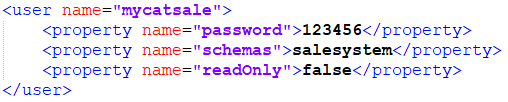 <user name="mycatsale">
    <property name="password">123456</property>
    <property name="schemas">salesystem</property>
    <property name="readOnly">false</property>
</user>